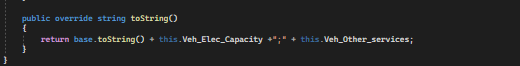 public override string toString()
{
return base.toString() + this.Veh_Elec_Capacity +";" + this.Veh_Other_services;
}
}